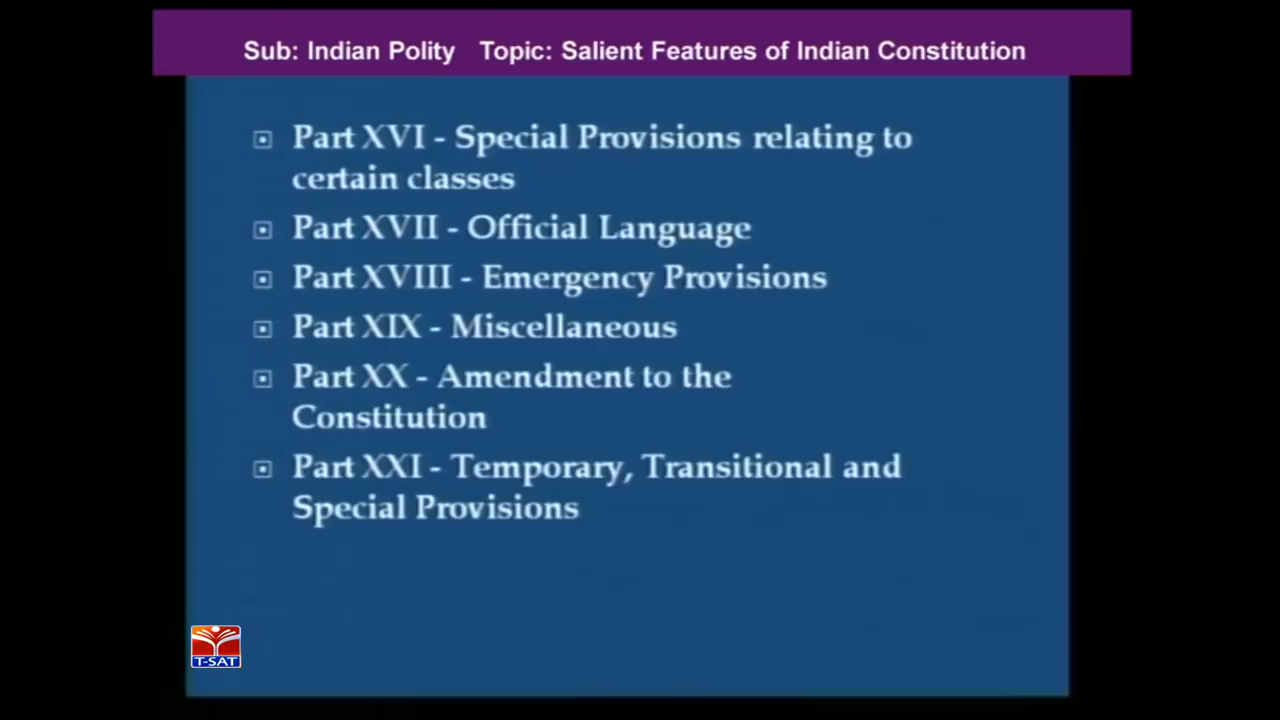 Sub: Indian Polity Topic: Salient Features of Indian Constitution
Part XVI - Special Provisions relating to
certain classes
Part XVII - Official Language
Part XVIII - Emergency Provisions
Part XIX - Miscellaneous
Part XX - Amendment to the
Constitution
Part XXI - Temporary, Transitional and
Special Provisions
T-SAT